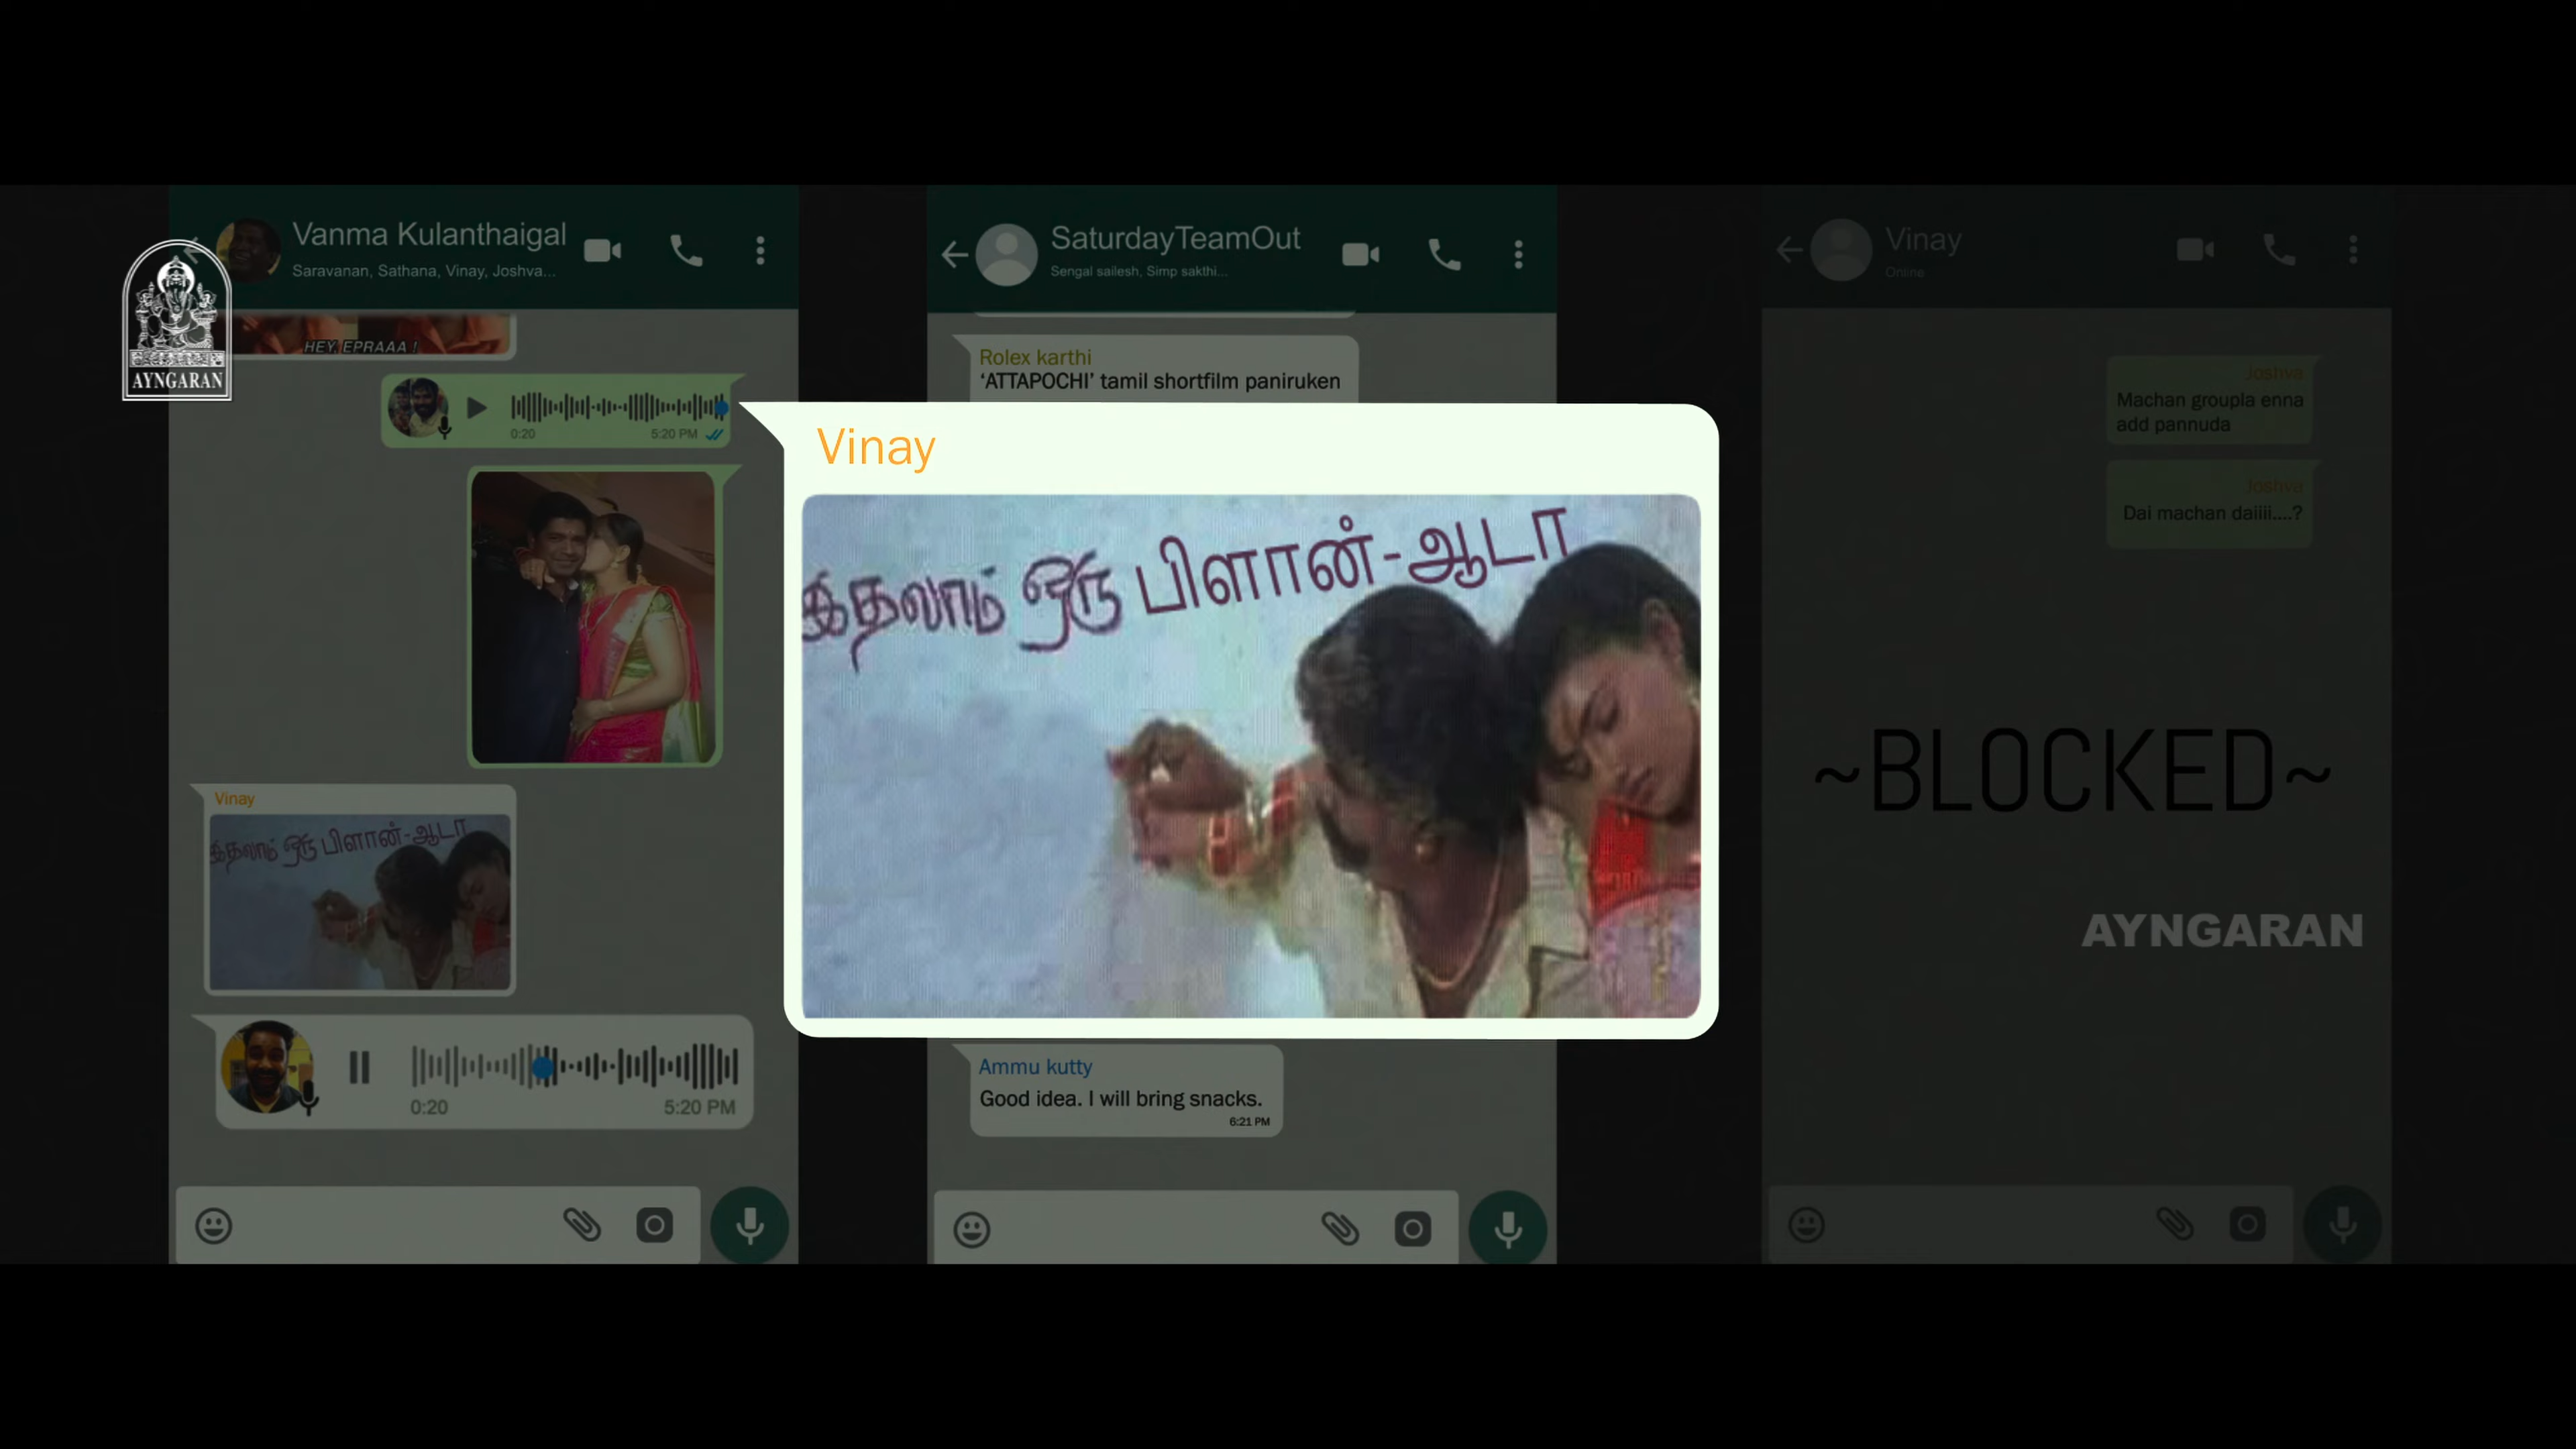 Vanma Kulanthaigal
Saravanan, Sathana, Vinay, Joshva...
AYNGARAN
HEY, EPRAAA !
0:20 5:20 PM
Vinay
இதலாம் ஒரு பிளான்-ஆடா
0:20 5:20 PM
SaturdayTeamOut
Sengal sailesh, Simp sakthi...
Rolex karthi
‘ATTAPOCHI’ tamil shortfilm paniruken
Vinay
இதலாம் ஒரு பிளான்-ஆடா
Ammu kutty
Good idea. I will bring snacks.
6:21 PM
Vinay
Online
Joshva
Machan groupla enna
add pannuda
Joshva
Dai machan daiiii....?
~BLOCKED~
AYNGARAN